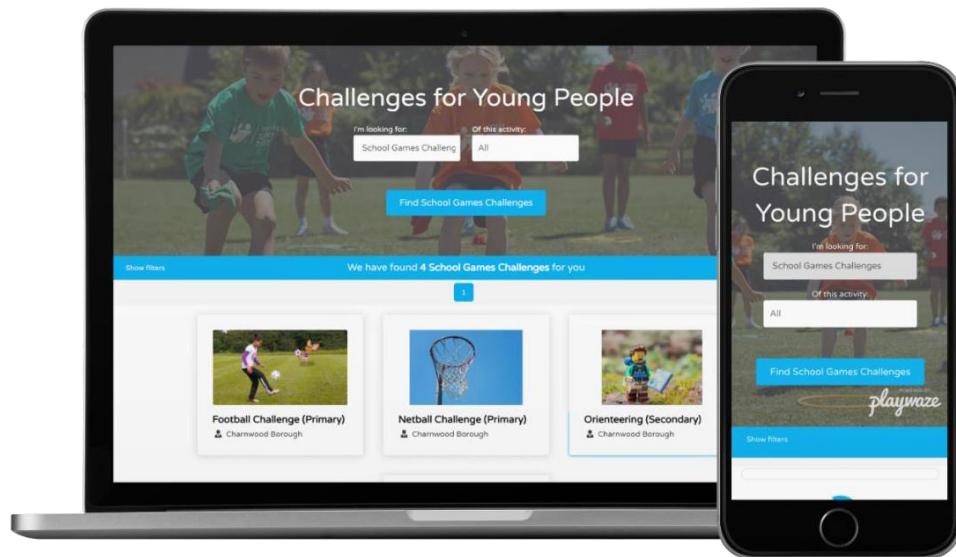 Challenges for Young People
I'm looking for:
Of this activity:
School Games Challeng
All
Find School Games Challenges
Show filters
We have found 4 School Games Challenges for you
1
Football Challenge (Primary)
Charnwood Borough
Netball Challenge (Primary)
Charnwood Borough
Orienteering (Secondary)
Charnwood Borough
Challenges for
Young People
I'm looking for:
School Games Challenges
Of this activity:
All
Find School Games Challenges
playwaze
Show filters